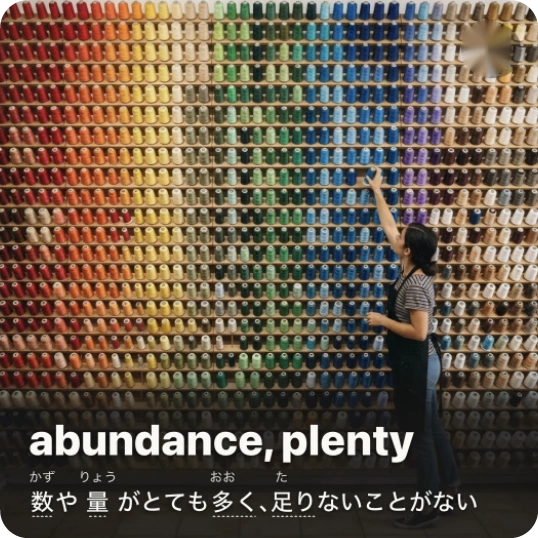 abundance, plenty
かず りょう おお た
数や 量 がとても多く、足りないことがない